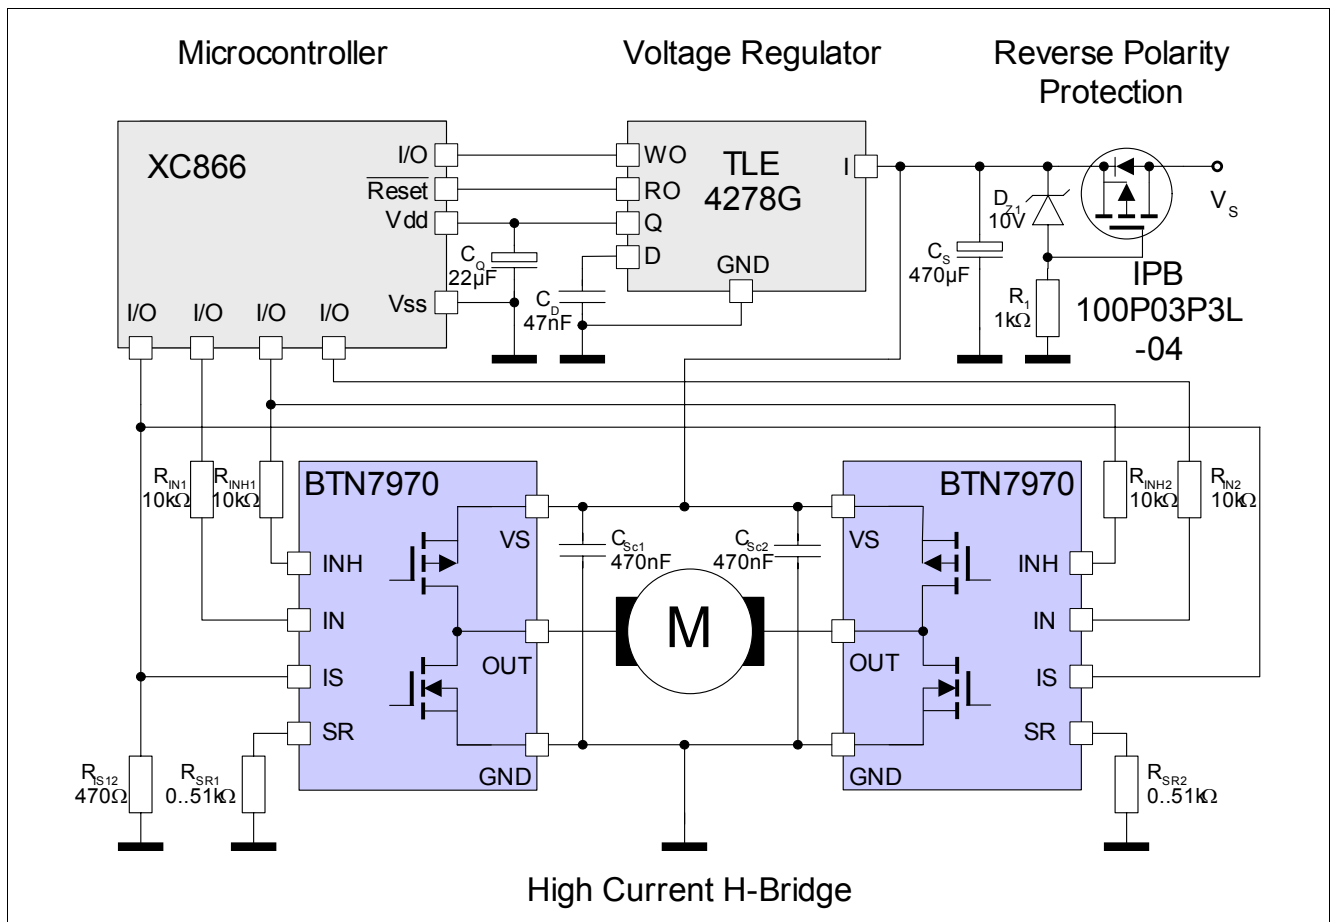 Microcontroller
Voltage Regulator
Reverse Polarity
Protection
XC866
I/O
Reset
Vdd
Vss
I/O
I/O
I/O
I/O
TLE
4278G
WO
RO
Q
D
I
GND
C_Q
22µF
C_D
47nF
C_S
470µF
D_Z1
10V
R_1
1kΩ
V_S
IPB
100P03P3L
-04
R_IN1
10kΩ
R_INH1
10kΩ
BTN7970
VS
INH
IN
IS
SR
OUT
GND
C_Sc1
470nF
C_Sc2
470nF
M
BTN7970
VS
INH
IN
IS
SR
OUT
GND
R_INH2
10kΩ
R_IN2
10kΩ
R_IS12
470Ω
R_SR1
0..51kΩ
R_SR2
0..51kΩ
High Current H-Bridge